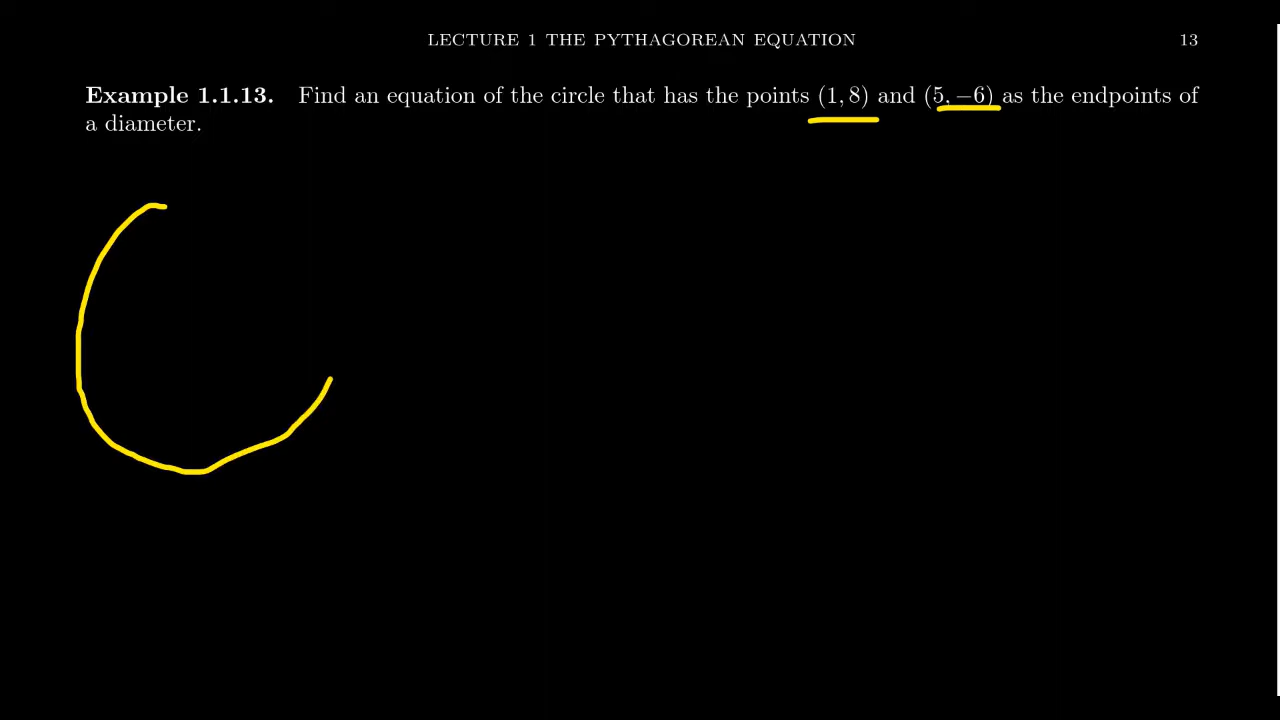 LECTURE 1 THE PYTHAGOREAN EQUATION 13
Example 1.1.13. Find an equation of the circle that has the points (1, 8) and (5, −6) as the endpoints of
a diameter.